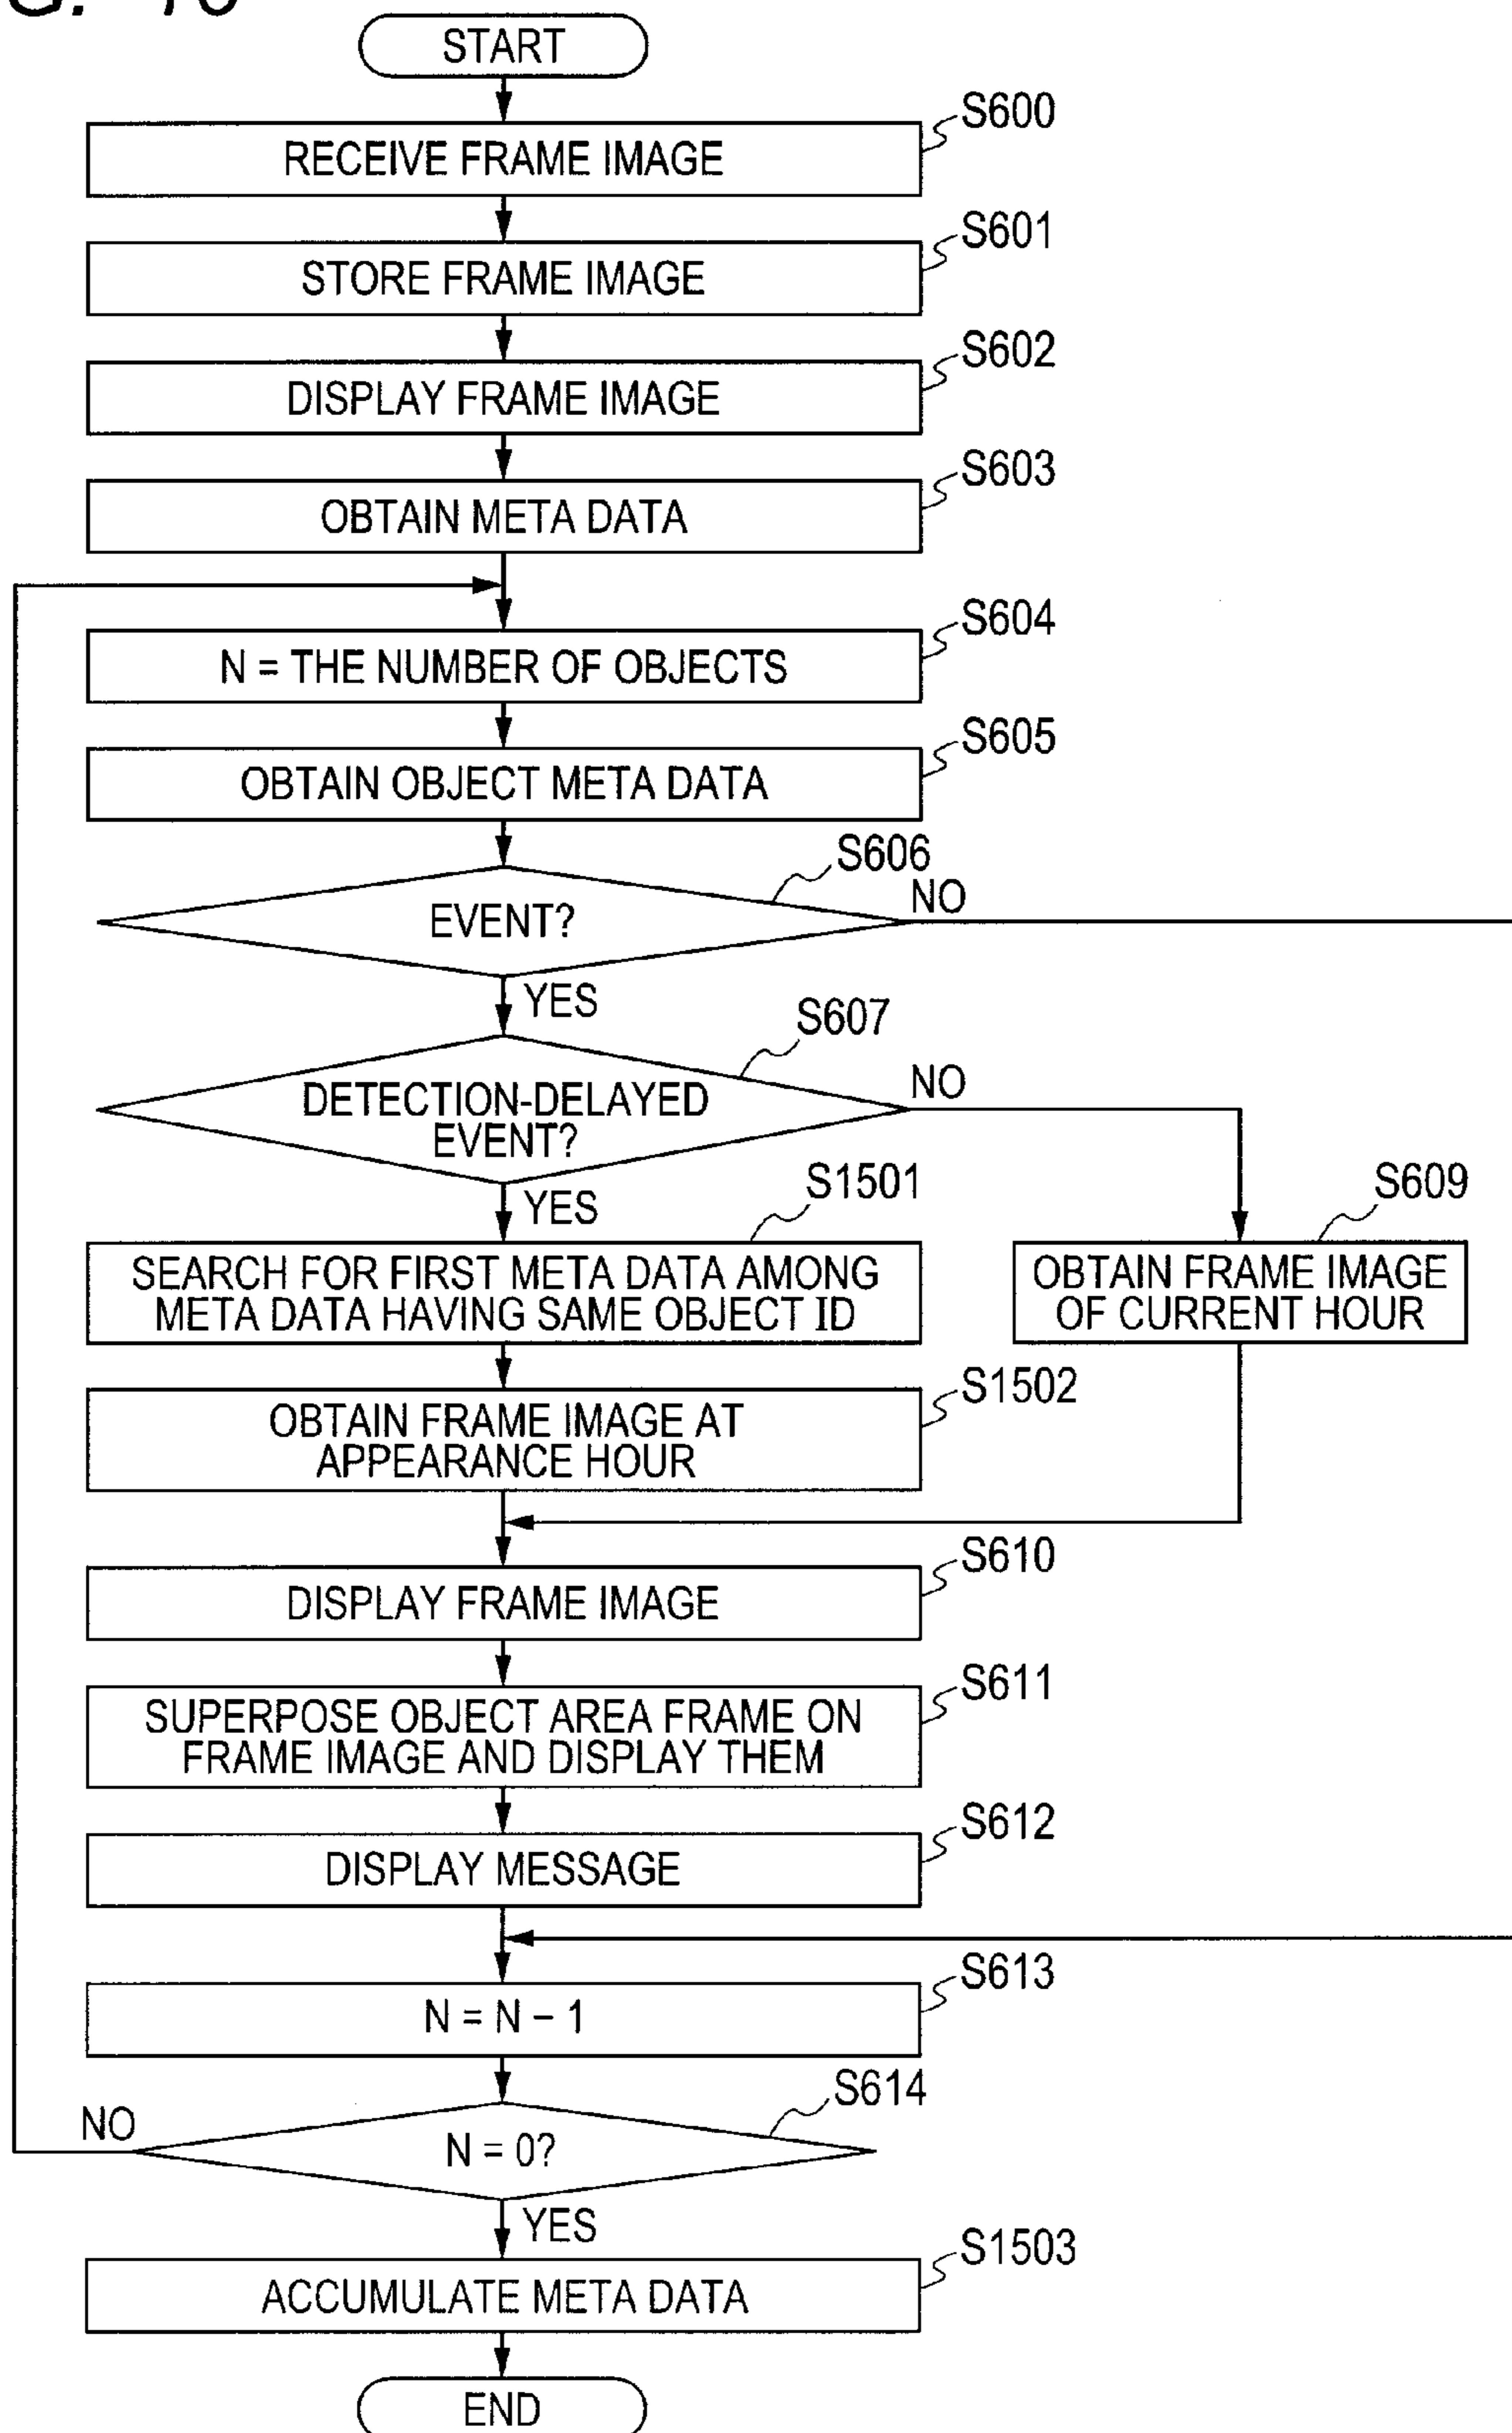 START
S600
RECEIVE FRAME IMAGE
S601
STORE FRAME IMAGE
S602
DISPLAY FRAME IMAGE
S603
OBTAIN META DATA
S604
N = THE NUMBER OF OBJECTS
S605
OBTAIN OBJECT META DATA
S606
EVENT?
NO
YES
S607
DETECTION-DELAYED
EVENT?
NO
YES
S1501
SEARCH FOR FIRST META DATA AMONG
META DATA HAVING SAME OBJECT ID
S609
OBTAIN FRAME IMAGE
OF CURRENT HOUR
S1502
OBTAIN FRAME IMAGE AT
APPEARANCE HOUR
S610
DISPLAY FRAME IMAGE
S611
SUPERPOSE OBJECT AREA FRAME ON
FRAME IMAGE AND DISPLAY THEM
S612
DISPLAY MESSAGE
S613
N = N – 1
S614
N = 0?
NO
YES
S1503
ACCUMULATE META DATA
END